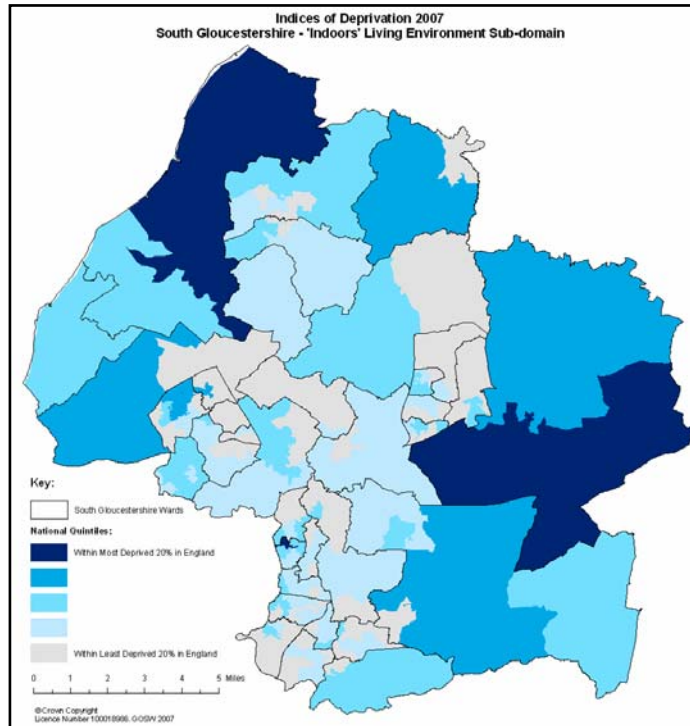 Indices of Deprivation 2007
South Gloucestershire - 'Indoors' Living Environment Sub-domain
Key:
South Gloucestershire Wards
National Quintiles:
Within Most Deprived 20% in England
Within Least Deprived 20% in England
0 1 2 3 4 5 Miles
©Crown Copyright
Licence Number 100018986. GOSW 2007